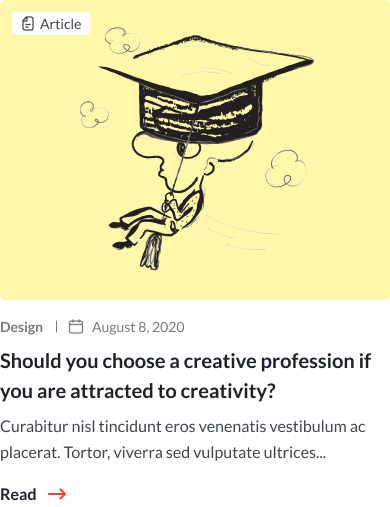 Article
Design
August 8, 2020
Should you choose a creative profession if
you are attracted to creativity?
Curabitur nisl tincidunt eros venenatis vestibulum ac
placerat. Tortor, viverra sed vulputate ultrices...
Read